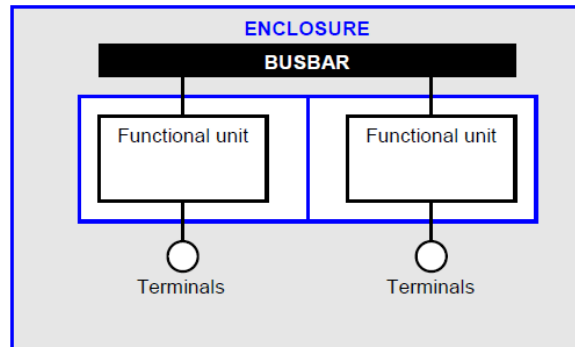 ENCLOSURE
BUSBAR
Functional unit
Functional unit
Terminals
Terminals